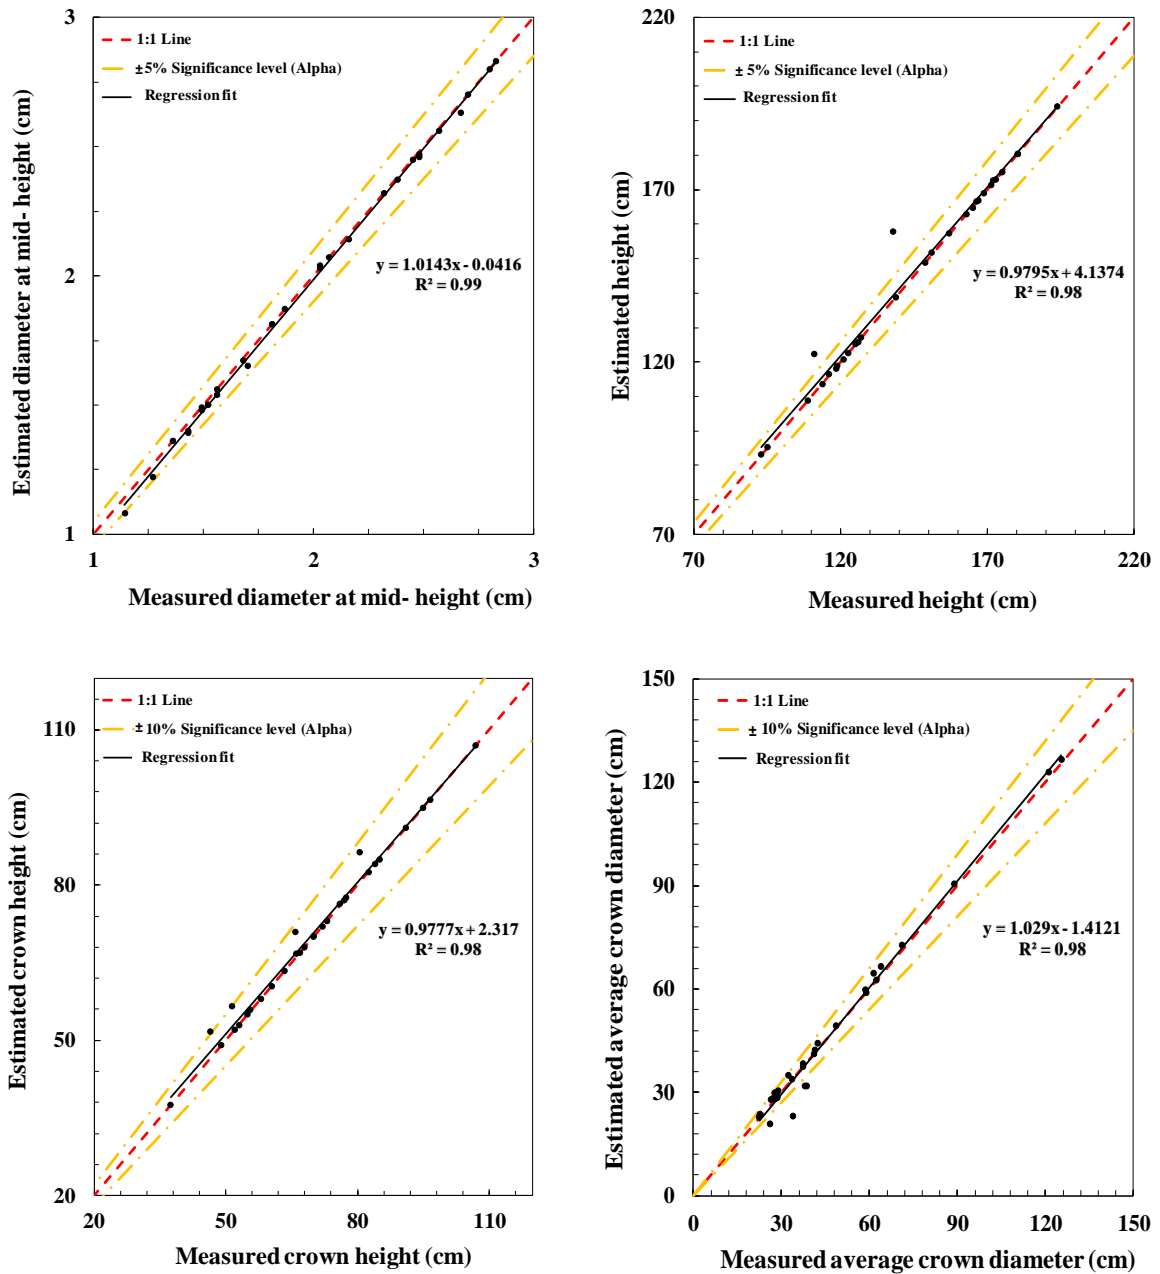 3
1:1 Line
±5% Significance level (Alpha)
Regression fit
Estimated diameter at mid- height (cm)
2
y = 1.0143x - 0.0416
R² = 0.99
1
1 2 3
Measured diameter at mid- height (cm)
220
1:1 Line
± 5% Significance level (Alpha)
Regression fit
170
Estimated height (cm)
y = 0.9795x + 4.1374
R² = 0.98
120
70
70 120 170 220
Measured height (cm)
1:1 Line
110
± 10% Significance level (Alpha)
Regression fit
Estimated crown height (cm)
80
y = 0.9777x + 2.317
R² = 0.98
50
20
20 50 80 110
Measured crown height (cm)
150
1:1 Line
± 10% Significance level (Alpha)
Regression fit
120
Estimated average crown diameter (cm)
90
y = 1.029x - 1.4121
R² = 0.98
60
30
0
0 30 60 90 120 150
Measured average crown diameter (cm)